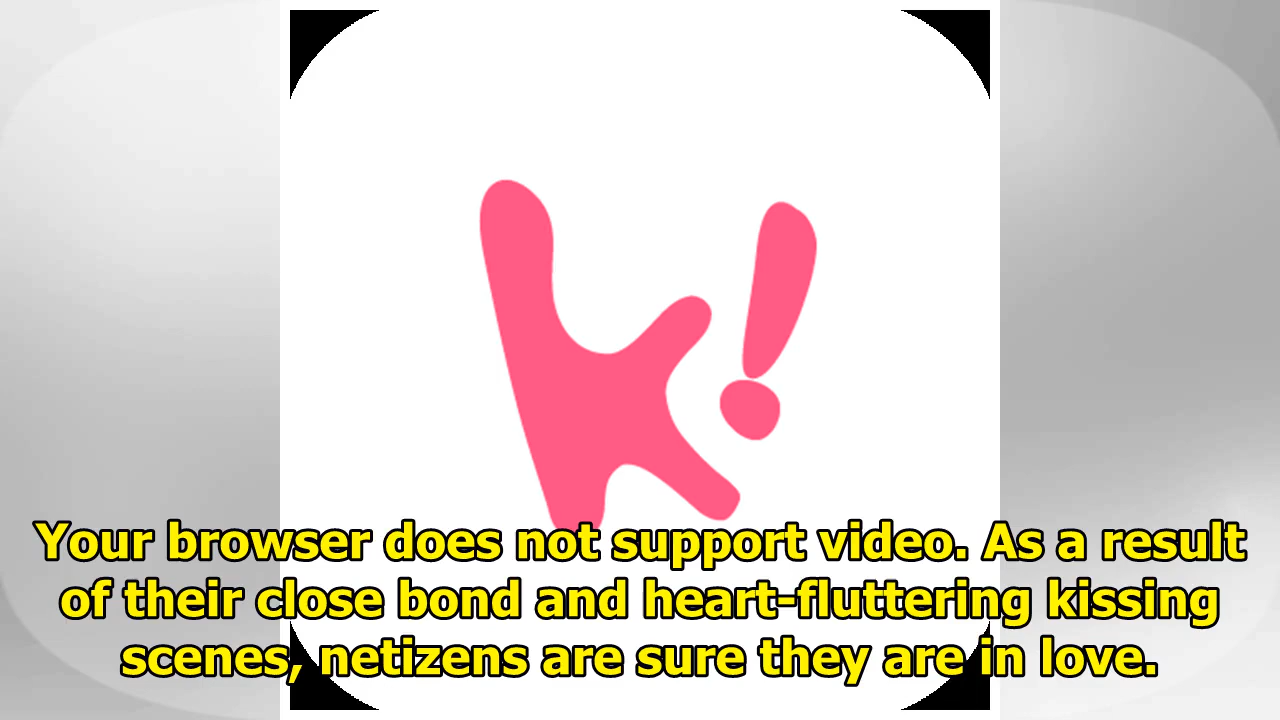 k!
Your browser does not support video. As a result
of their close bond and heart-fluttering kissing
scenes, netizens are sure they are in love.